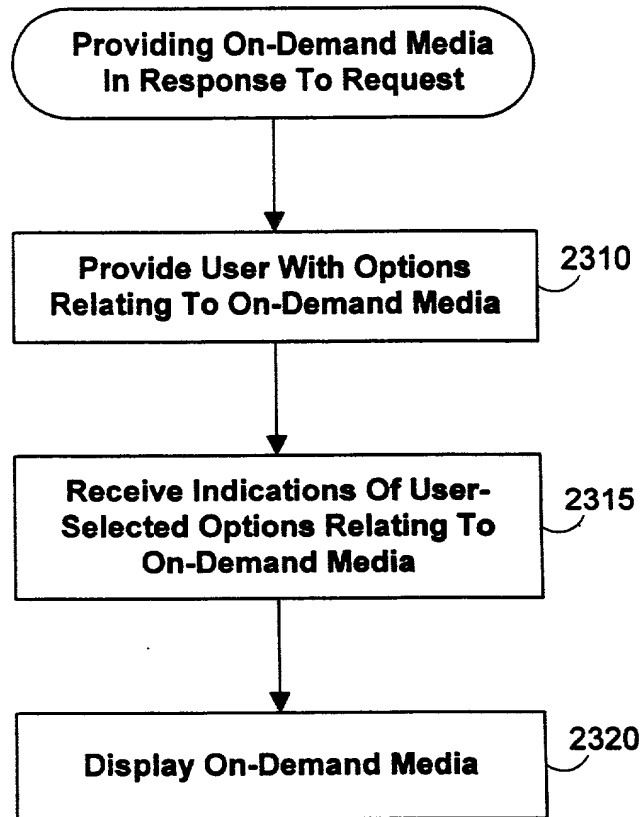 Providing On-Demand Media
In Response To Request
Provide User With Options
Relating To On-Demand Media
2310
Receive Indications Of User-
Selected Options Relating To
On-Demand Media
2315
Display On-Demand Media
2320